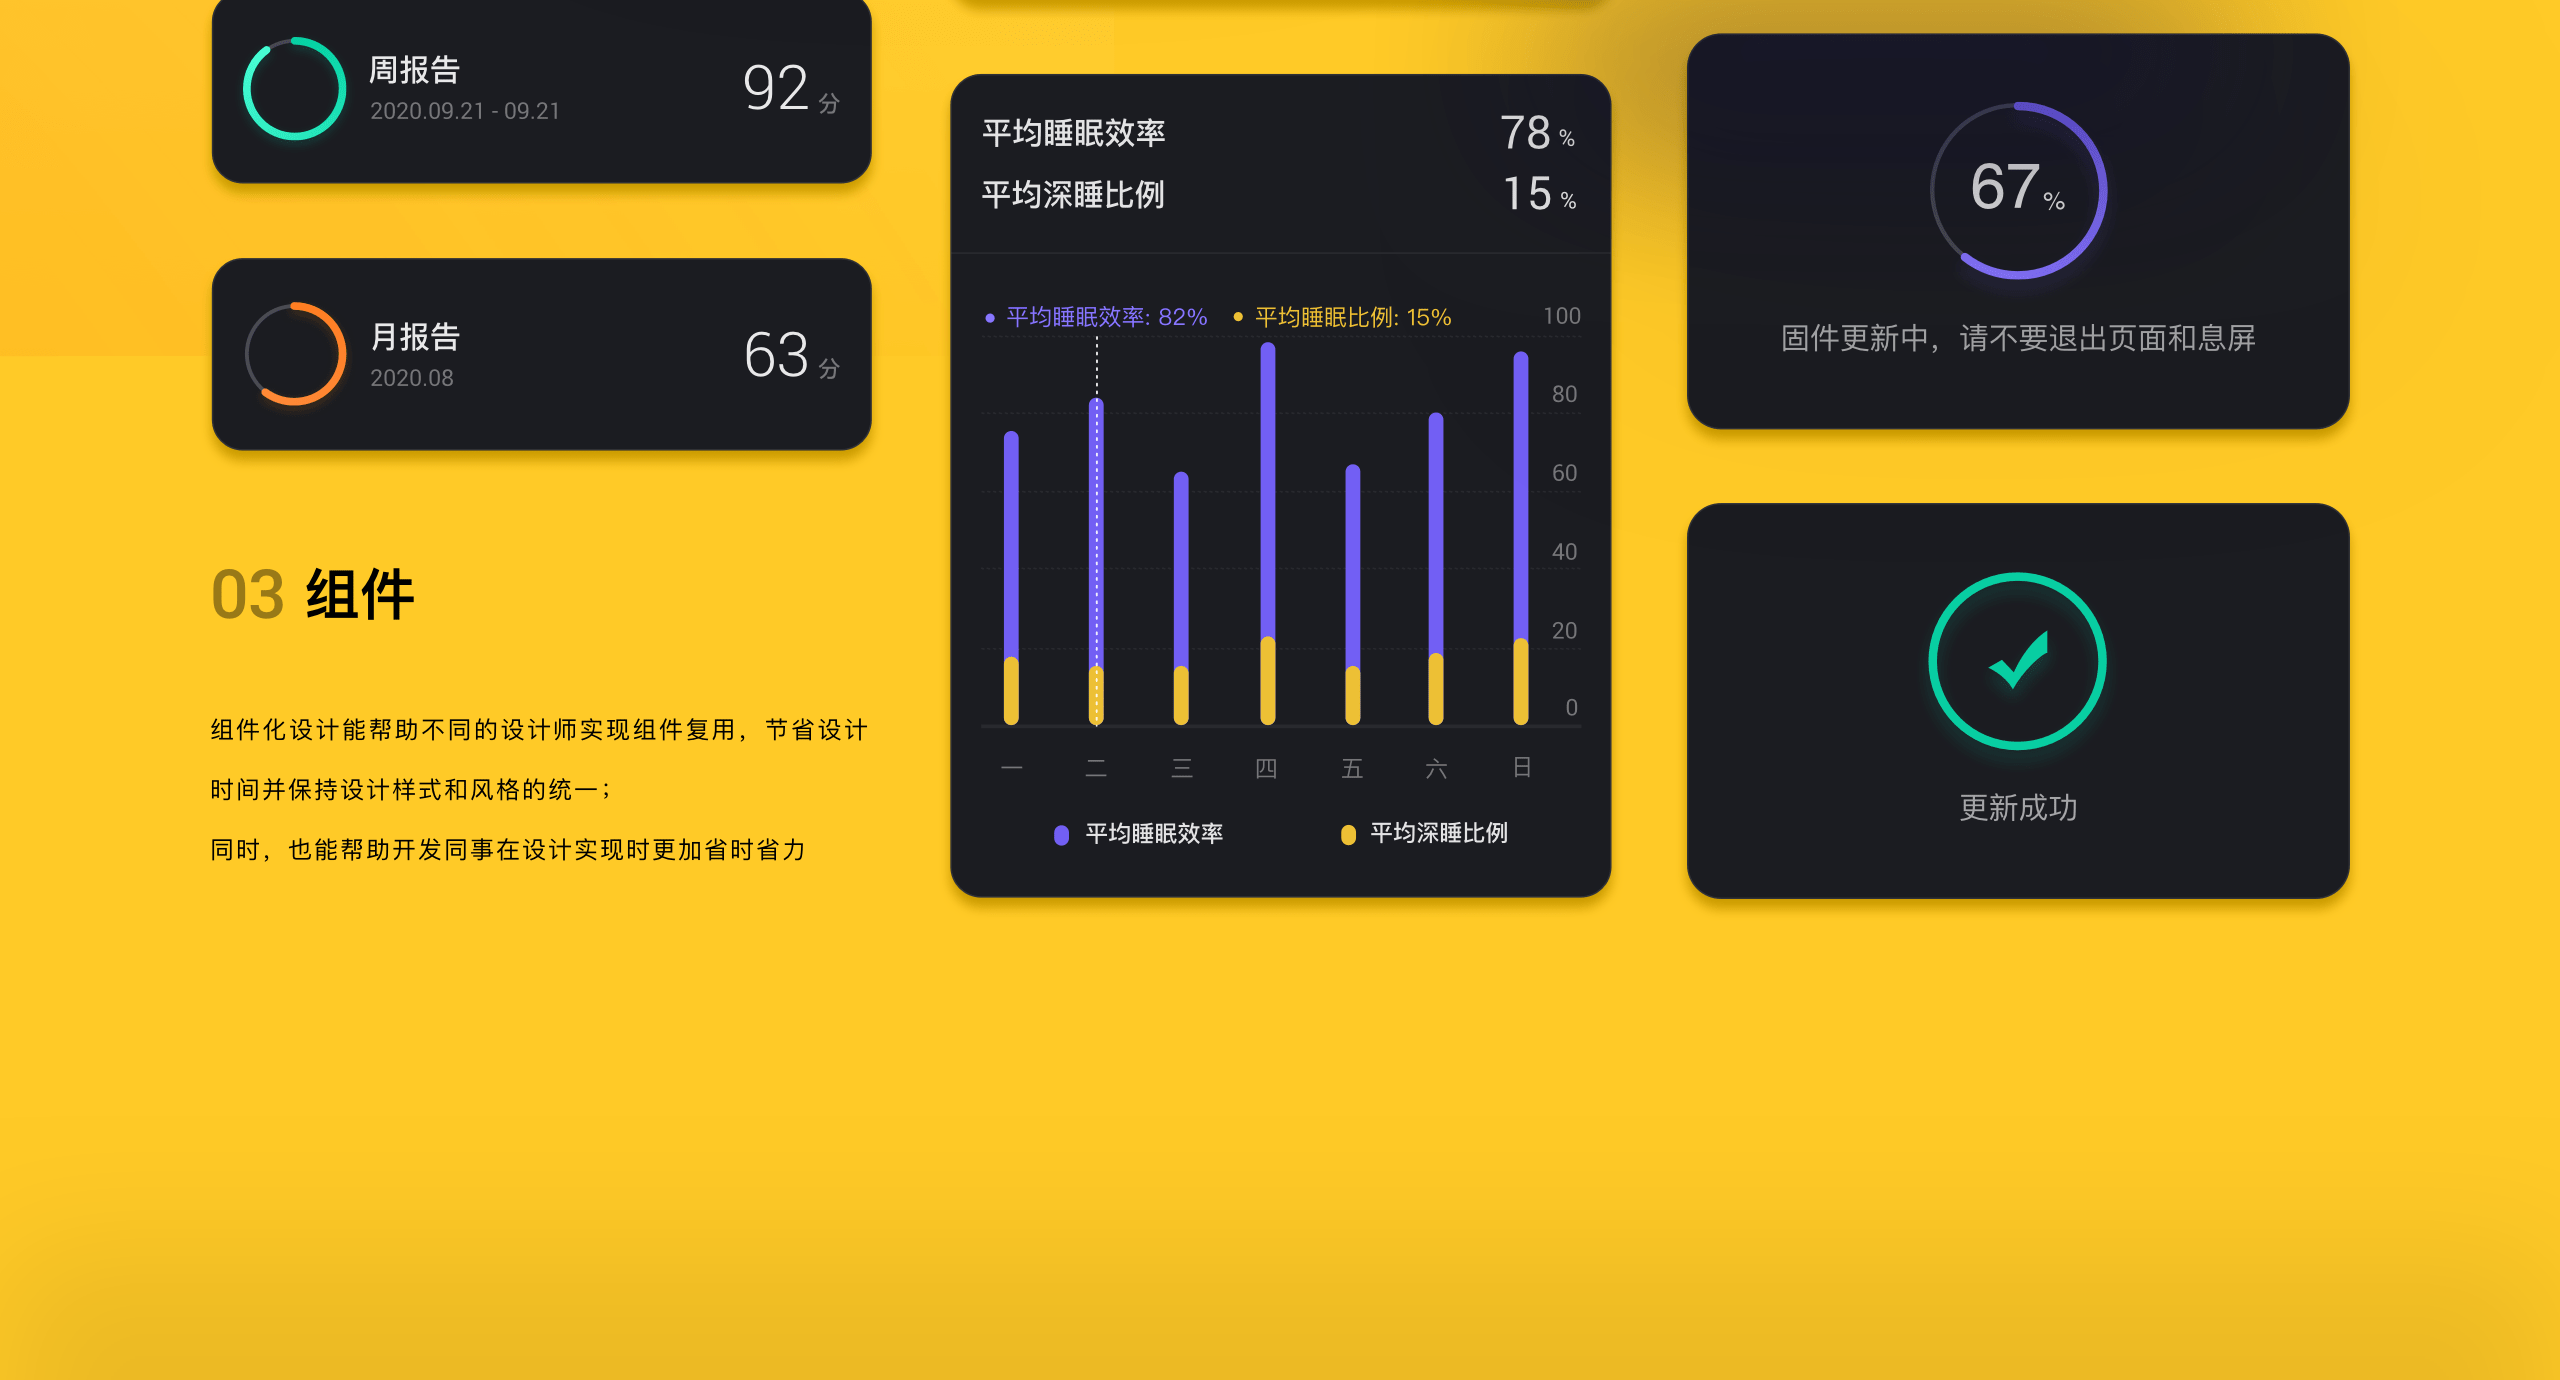 周报告
2020.09.21 - 09.21
92 分
月报告
2020.08
63 分
03 组件
组件化设计能帮助不同的设计师实现组件复用，节省设计
时间并保持设计样式和风格的统一；
同时，也能帮助开发同事在设计实现时更加省时省力
平均睡眠效率 78 %
平均深睡比例 15 %
平均睡眠效率: 82% 平均睡眠比例: 15%
100
80
60
40
20
0
一 二 三 四 五 六 日
平均睡眠效率 平均深睡比例
67%
固件更新中，请不要退出页面和息屏
更新成功